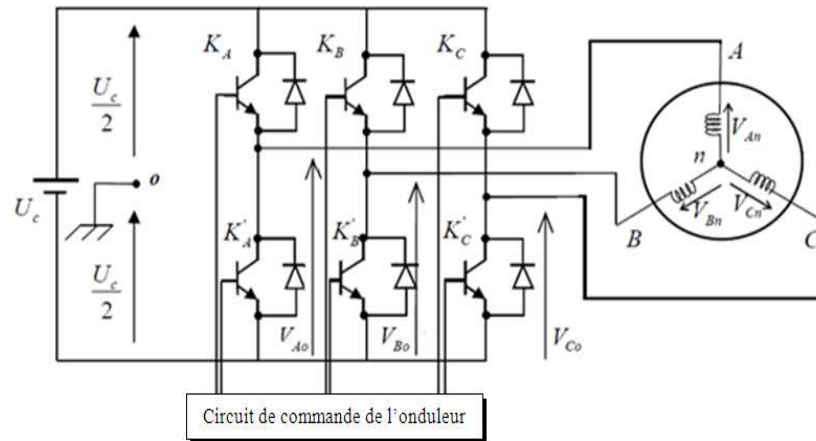 K_A
K_B
K_C
A
U_c/2
o
U_c
U_c/2
n
V_An
V_Bn
V_Cn
B
C
K'_A
K'_B
K'_C
V_Ao
V_Bo
V_Co
Circuit de commande de l'onduleur